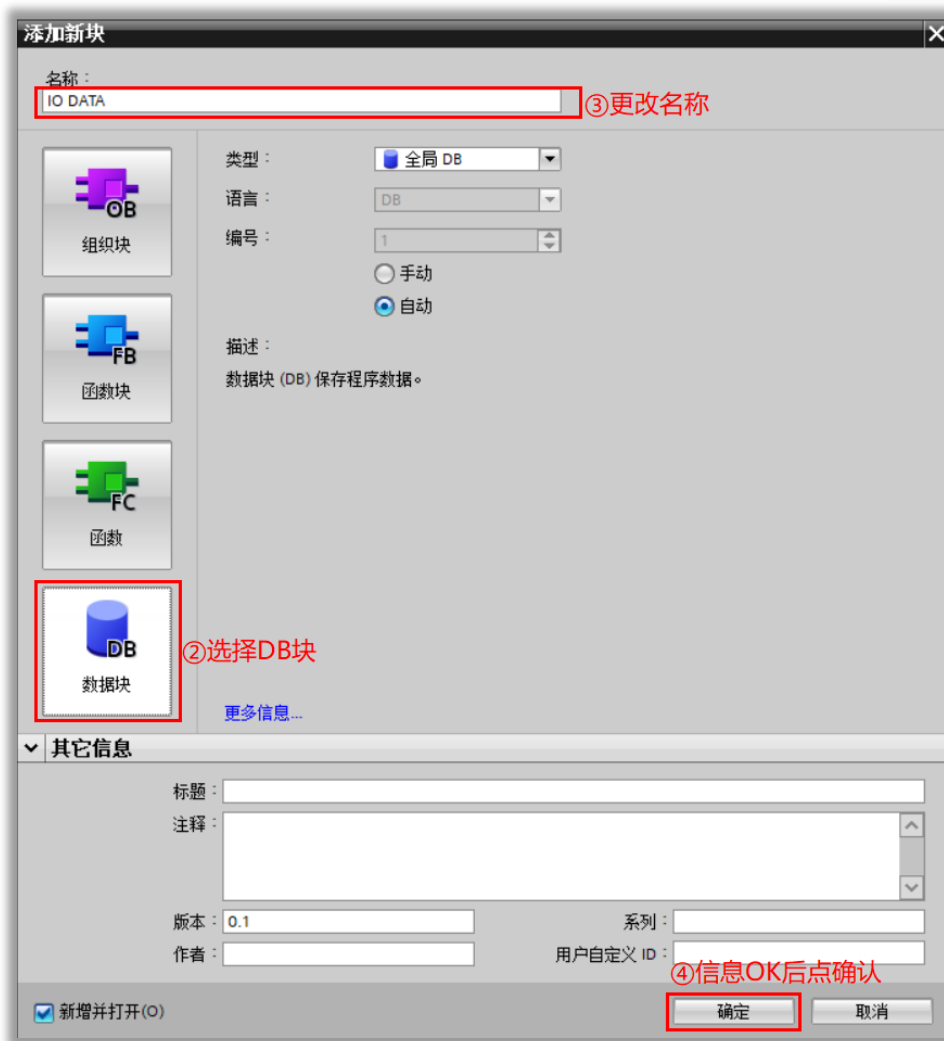 添加新块
名称：
IO DATA
③更改名称
OB
组织块
FB
函数块
FC
函数
DB
数据块
②选择DB块
类型：
全局 DB
语言：
DB
编号：
1
手动
自动
描述：
数据块 (DB) 保存程序数据。
更多信息...
其它信息
标题：
注释：
版本：
0.1
系列：
作者：
用户自定义 ID：
④信息OK后点确认
新增并打开(O)
确定
取消